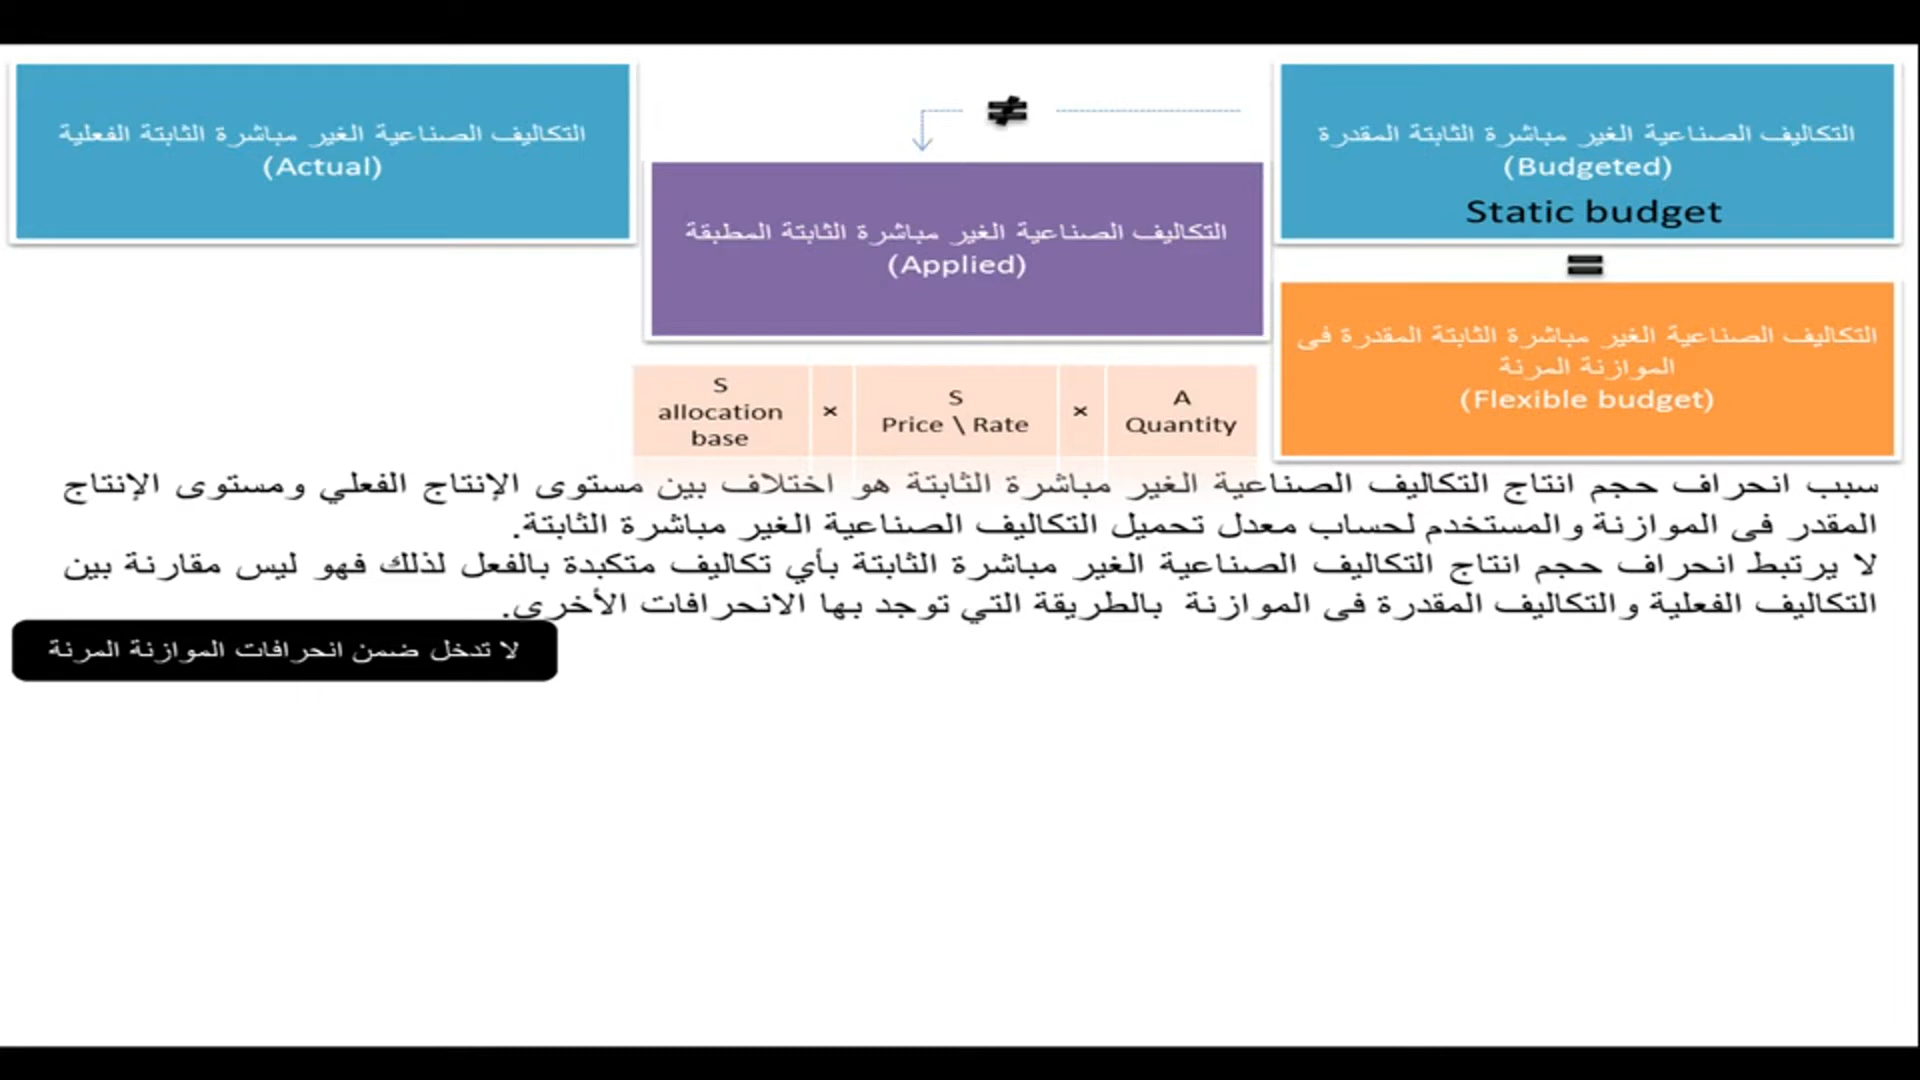 التكاليف الصناعية الغير مباشرة الثابتة المقدرة
(Budgeted)
Static budget
≠
التكاليف الصناعية الغير مباشرة الثابتة الفعلية
(Actual)
التكاليف الصناعية الغير مباشرة الثابتة المطبقة
(Applied)
=
التكاليف الصناعية الغير مباشرة الثابتة المقدرة فى
الموازنة المرنة
(Flexible budget)
S
allocation
base
×
S
Price \ Rate
×
A
Quantity
سبب انحراف حجم انتاج التكاليف الصناعية الغير مباشرة الثابتة هو اختلاف بين مستوى الإنتاج الفعلي ومستوى الإنتاج
المقدر فى الموازنة والمستخدم لحساب معدل تحميل التكاليف الصناعية الغير مباشرة الثابتة.
لا يرتبط انحراف حجم انتاج التكاليف الصناعية الغير مباشرة الثابتة بأي تكاليف متكبدة بالفعل لذلك فهو ليس مقارنة بين
التكاليف الفعلية والتكاليف المقدرة فى الموازنة بالطريقة التي توجد بها الانحرافات الأخرى.
لا تدخل ضمن انحرافات الموازنة المرنة